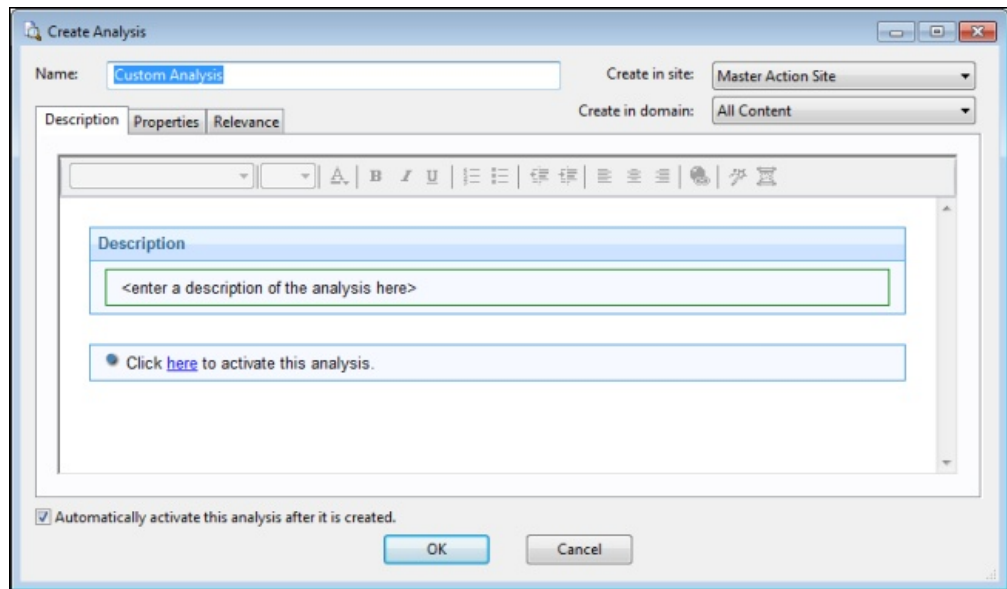 Create Analysis
Name: Custom Analysis Create in site: Master Action Site
Create in domain: All Content
Description Properties Relevance
A B I U
Description
<enter a description of the analysis here>
Click here to activate this analysis.
Automatically activate this analysis after it is created.
OK Cancel